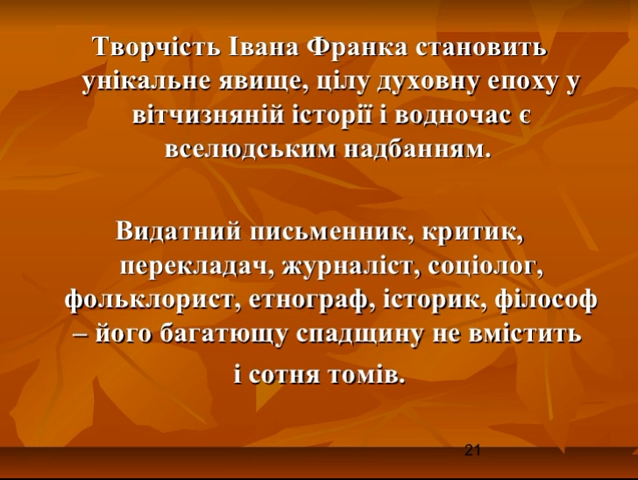 Творчість Івана Франка становить
унікальне явище, цілу духовну епоху у
вітчизняній історії і водночас є
вселюдським надбанням.
Видатний письменник, критик,
перекладач, журналіст, соціолог,
фольклорист, етнограф, історик, філософ
– його багатющу спадщину не вмістить
і сотня томів.
21